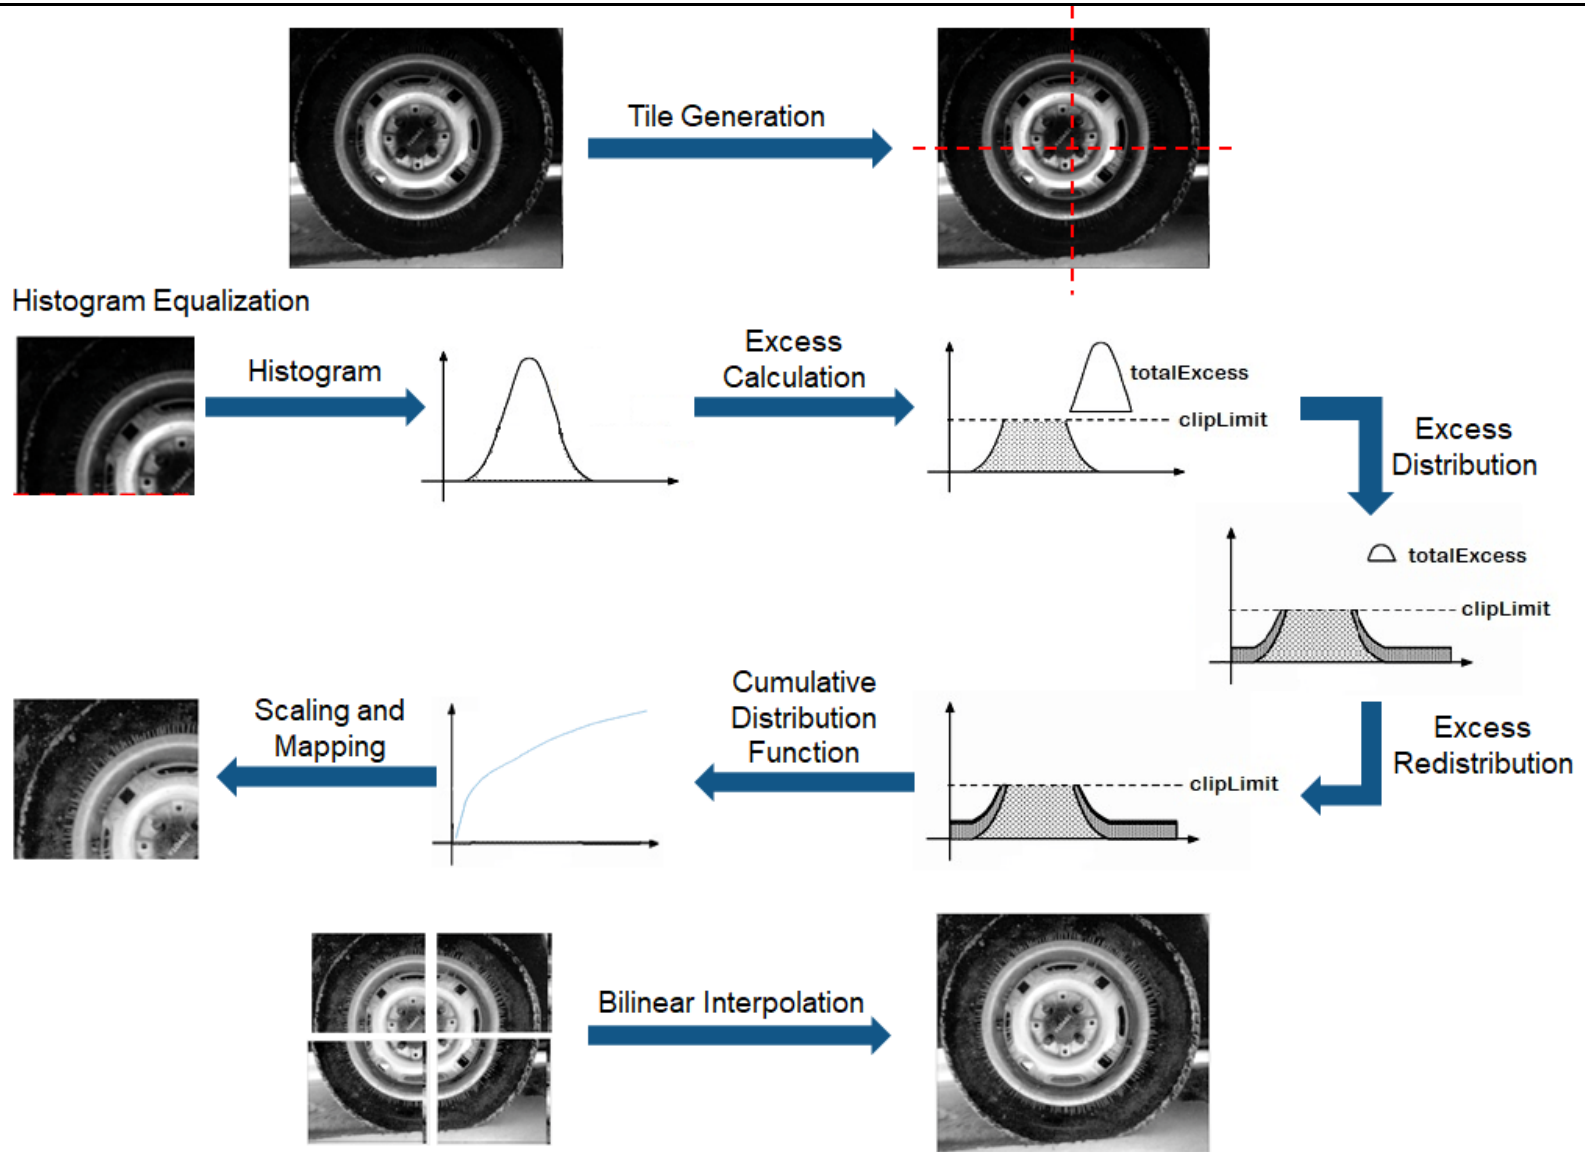 Tile Generation
Histogram Equalization
Histogram
Excess
Calculation
totalExcess
clipLimit
Excess
Distribution
totalExcess
clipLimit
Excess
Redistribution
clipLimit
Cumulative
Distribution
Function
Scaling and
Mapping
Bilinear Interpolation